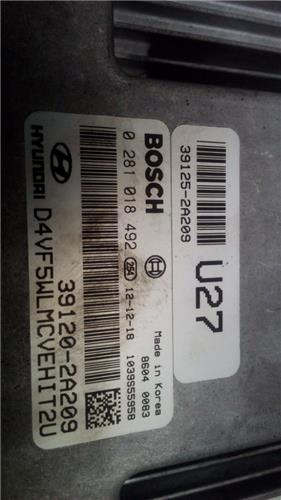 39125-2A209
U27
BOSCH
Made in Korea
8604 0083
0 281 018 492 254 12-12-18 1039S55958
39120-2A209
HYUNDAI D4VF5WLMCVEHIT2U